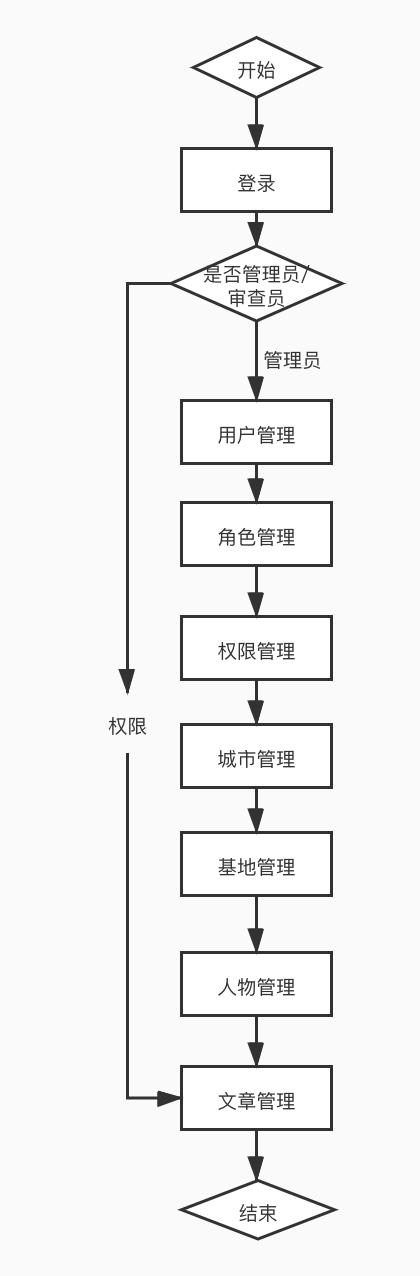 开始
登录
是否管理员/
审查员
管理员
用户管理
角色管理
权限管理
权限
城市管理
基地管理
人物管理
文章管理
结束